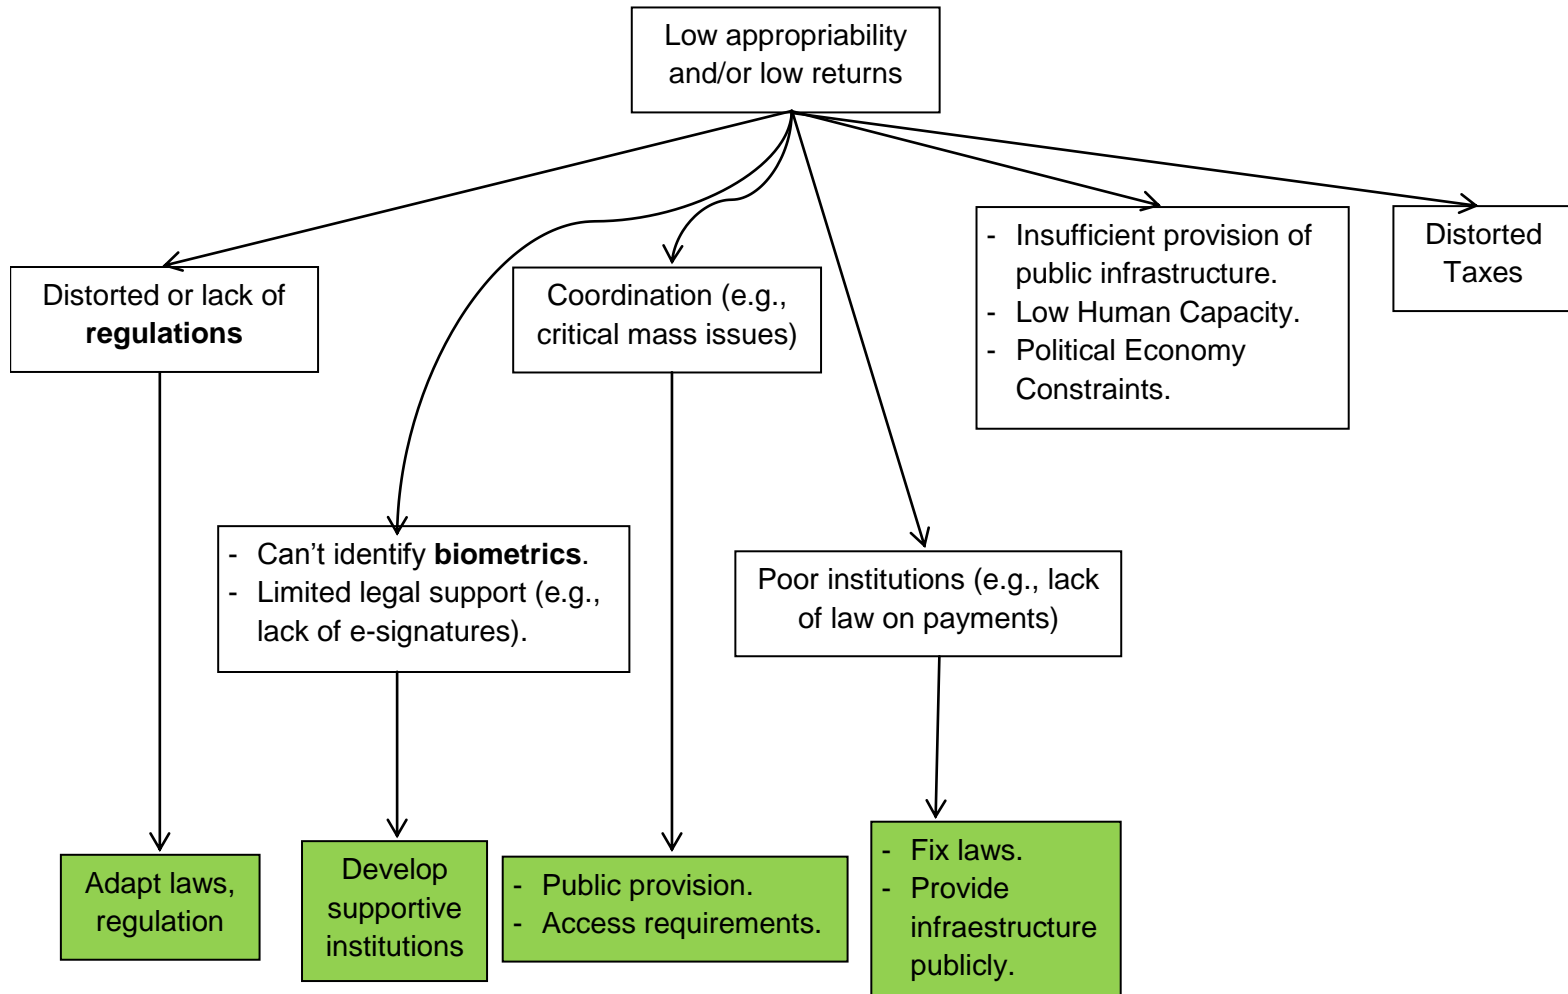 Low appropriability
and/or low returns
Distorted or lack of
regulations
Coordination (e.g.,
critical mass issues)
- Insufficient provision of
public infrastructure.
- Low Human Capacity.
- Political Economy
Constraints.
Distorted
Taxes
- Can’t identify biometrics.
- Limited legal support (e.g.,
lack of e-signatures).
Poor institutions (e.g., lack
of law on payments)
Adapt laws,
regulation
Develop
supportive
institutions
- Public provision.
- Access requirements.
- Fix laws.
- Provide
infraestructure
publicly.